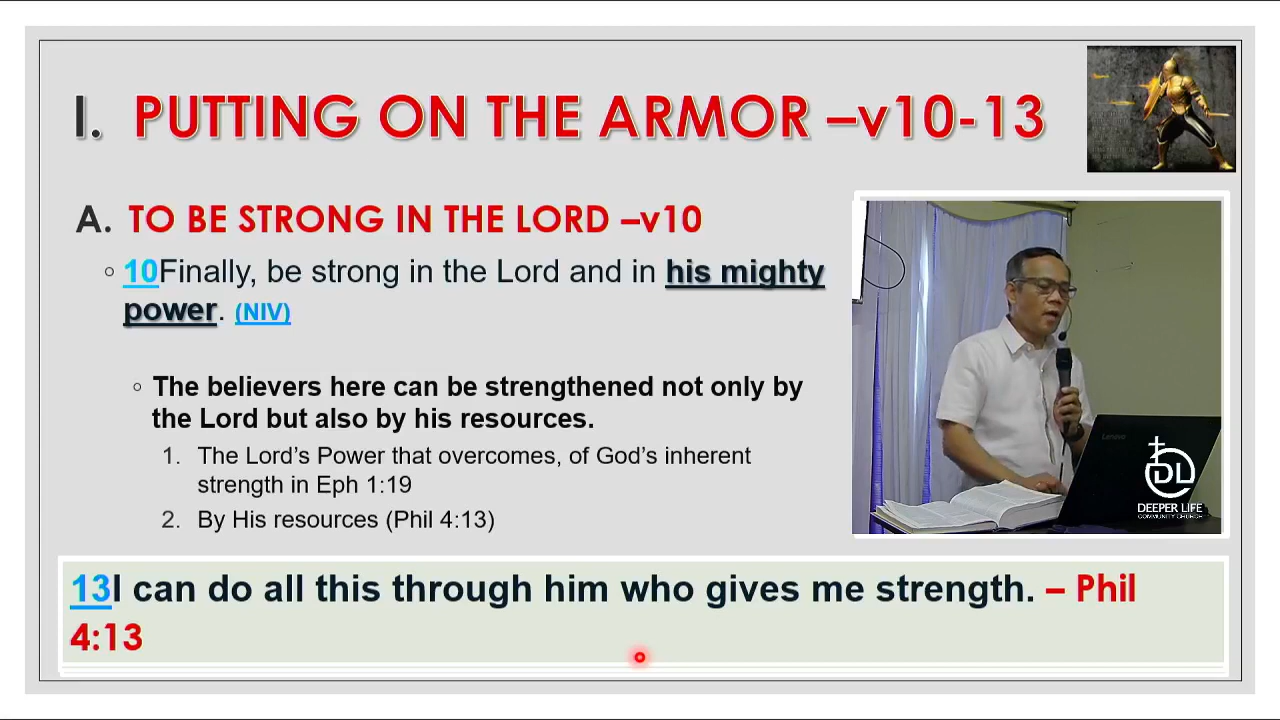 I. PUTTING ON THE ARMOR –v10-13
A. TO BE STRONG IN THE LORD –v10
10Finally, be strong in the Lord and in his mighty
power. (NIV)
The believers here can be strengthened not only by
the Lord but also by his resources.
1. The Lord's Power that overcomes, of God's inherent
strength in Eph 1:19
2. By His resources (Phil 4:13)
Lenovo
DL
DEEPER LIFE
COMMUNITY CHURCH
13I can do all this through him who gives me strength. – Phil
4:13